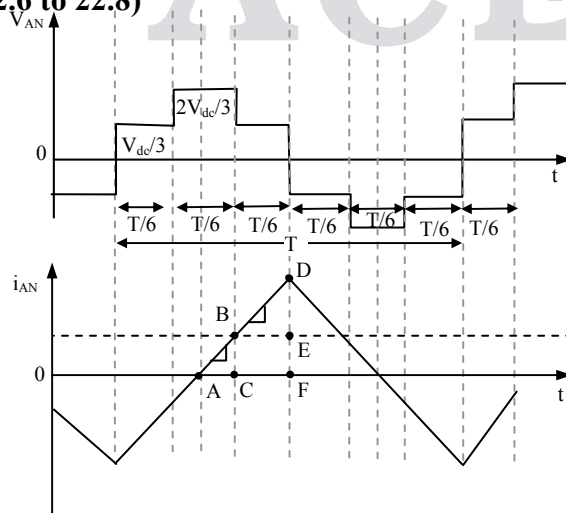 2.6 to 22.8)
V_AN
2V_dc/3
V_dc/3
0
t
T/6 T/6 T/6 T/6 T/6 T/6 T/6
T
i_AN
D
B
E
0
A C F
t